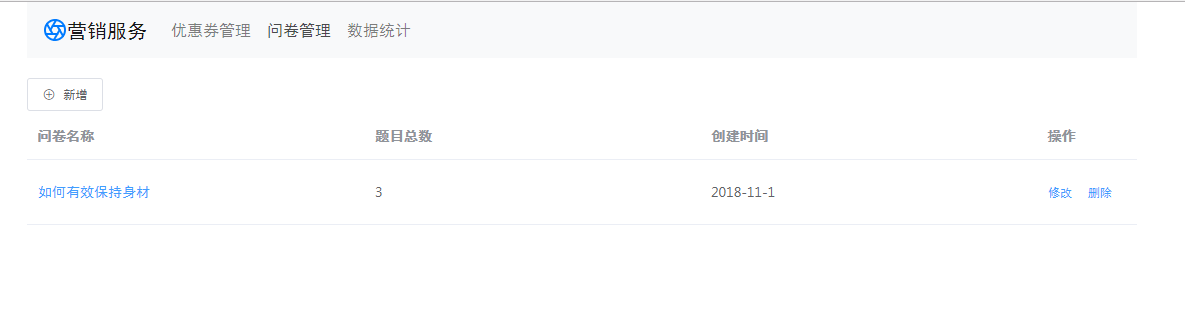 营销服务 优惠券管理 问卷管理 数据统计
新增
问卷名称 题目总数 创建时间 操作
如何有效保持身材 3 2018-11-1 修改 删除